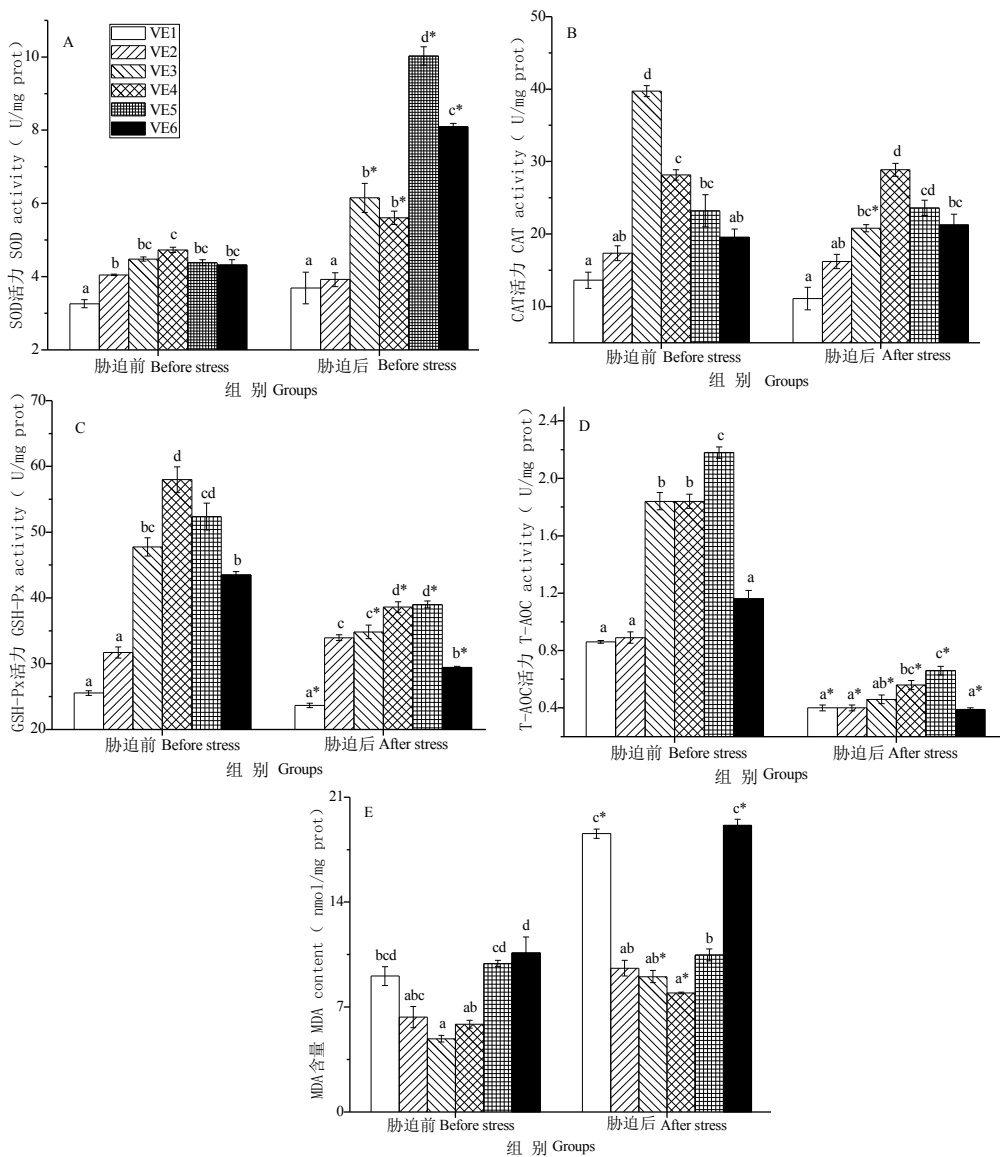 A
VE1
VE2
VE3
VE4
VE5
VE6
SOD活力 SOD activity ( U/mg prot)
10
8
6
4
2
a
b
bc
c
bc
bc
a
a
b*
b*
d*
c*
胁迫前 Before stress
胁迫后 Before stress
组 别 Groups
B
CAT活力 CAT activity ( U/mg prot)
50
40
30
20
10
a
ab
d
c
bc
ab
a
ab
bc*
d
cd
bc
胁迫前 Before stress
胁迫后 After stress
组 别 Groups
C
GSH-Px活力 GSH-Px activity ( U/mg prot)
70
60
50
40
30
20
a
a
bc
d
cd
b
a*
c
c*
d*
d*
b*
胁迫前 Before stress
胁迫后 After stress
组 别 Groups
D
T-AOC活力 T-AOC activity ( U/mg prot)
2.4
2.0
1.6
1.2
0.8
0.4
a
a
b
b
c
a
a*
a*
ab*
bc*
c*
a*
胁迫前 Before stress
胁迫后 After stress
组 别 Groups
E
MDA含量 MDA content ( nmol/mg prot)
21
14
7
0
bcd
abc
a
ab
cd
d
c*
ab
ab*
a*
b
c*
胁迫前 Before stress
胁迫后 After stress
组 别 Groups